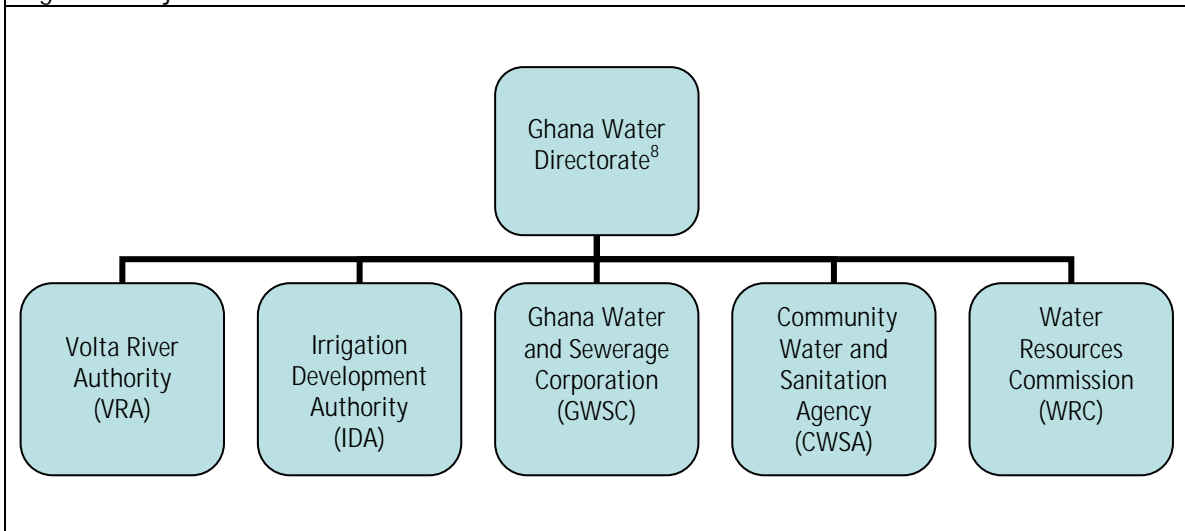 Ghana Water
Directorate8
Volta River
Authority
(VRA)
Irrigation
Development
Authority
(IDA)
Ghana Water
and Sewerage
Corporation
(GWSC)
Community
Water and
Sanitation
Agency
(CWSA)
Water
Resources
Commission
(WRC)